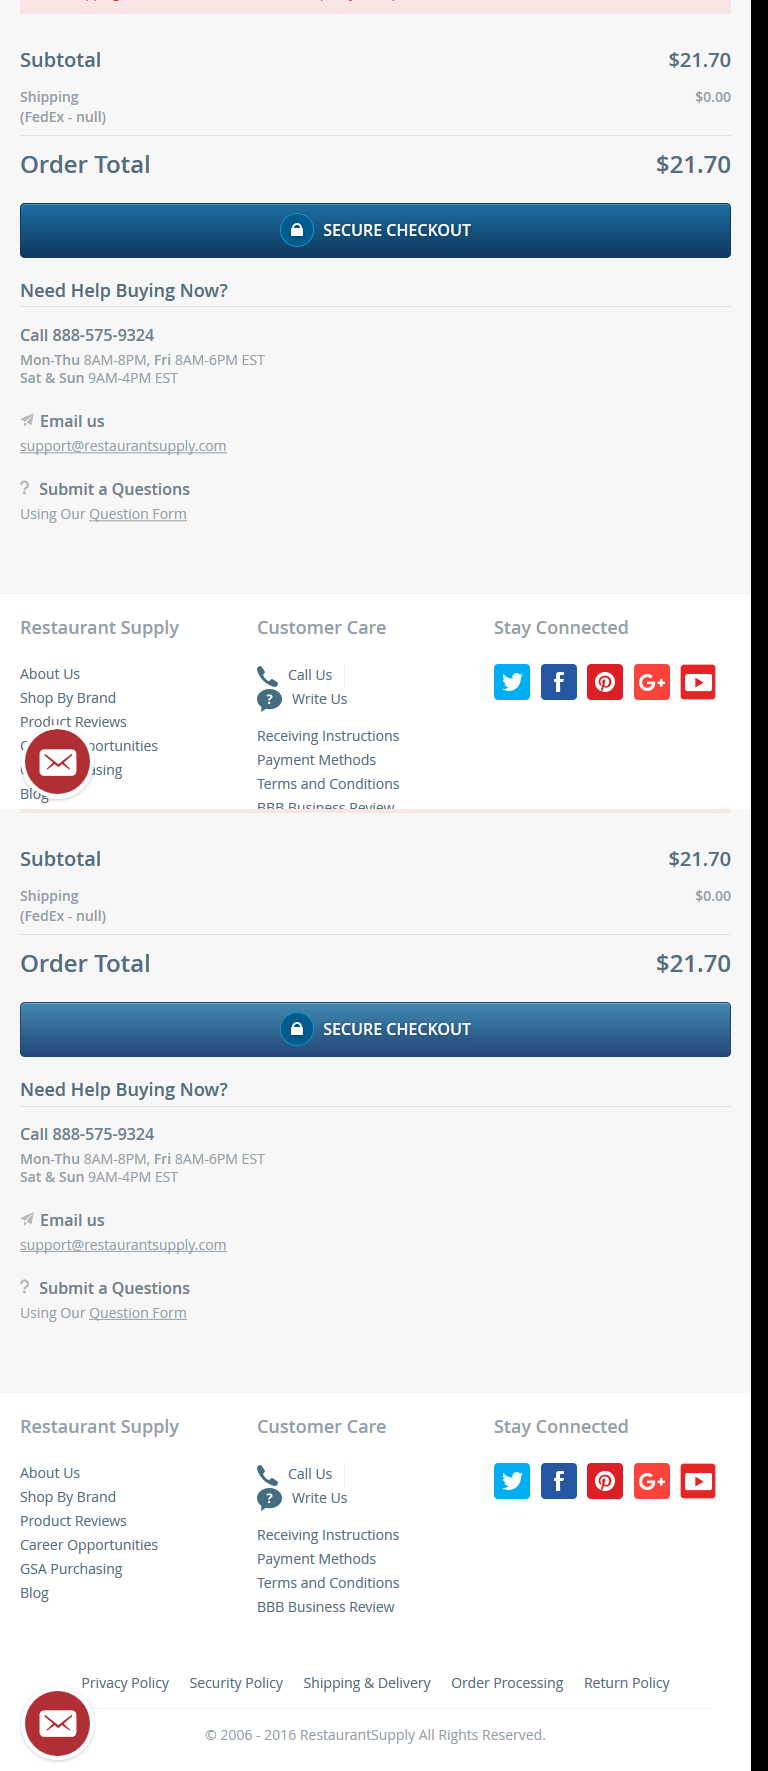 Subtotal $21.70
Shipping $0.00
(FedEx - null)
Order Total $21.70
SECURE CHECKOUT
Need Help Buying Now?
Call 888-575-9324
Mon-Thu 8AM-8PM, Fri 8AM-6PM EST
Sat & Sun 9AM-4PM EST
Email us
support@restaurantsupply.com
? Submit a Questions
Using Our Question Form
Restaurant Supply
About Us
Shop By Brand
Product Reviews
Blog
Customer Care
Call Us
? Write Us
Receiving Instructions
Payment Methods
Terms and Conditions
BBB Business Review
Stay Connected
Subtotal $21.70
Shipping $0.00
(FedEx - null)
Order Total $21.70
SECURE CHECKOUT
Need Help Buying Now?
Call 888-575-9324
Mon-Thu 8AM-8PM, Fri 8AM-6PM EST
Sat & Sun 9AM-4PM EST
Email us
support@restaurantsupply.com
? Submit a Questions
Using Our Question Form
Restaurant Supply
About Us
Shop By Brand
Product Reviews
Career Opportunities
GSA Purchasing
Blog
Customer Care
Call Us
? Write Us
Receiving Instructions
Payment Methods
Terms and Conditions
BBB Business Review
Stay Connected
Privacy Policy Security Policy Shipping & Delivery Order Processing Return Policy
© 2006 - 2016 RestaurantSupply All Rights Reserved.